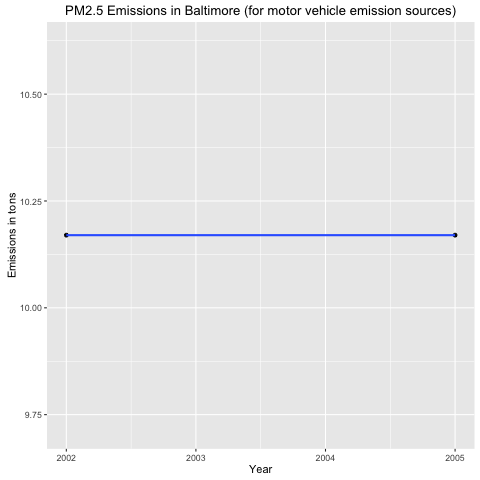 PM2.5 Emissions in Baltimore (for motor vehicle emission sources)
Emissions in tons
10.50
10.25
10.00
9.75
2002 2003 2004 2005
Year